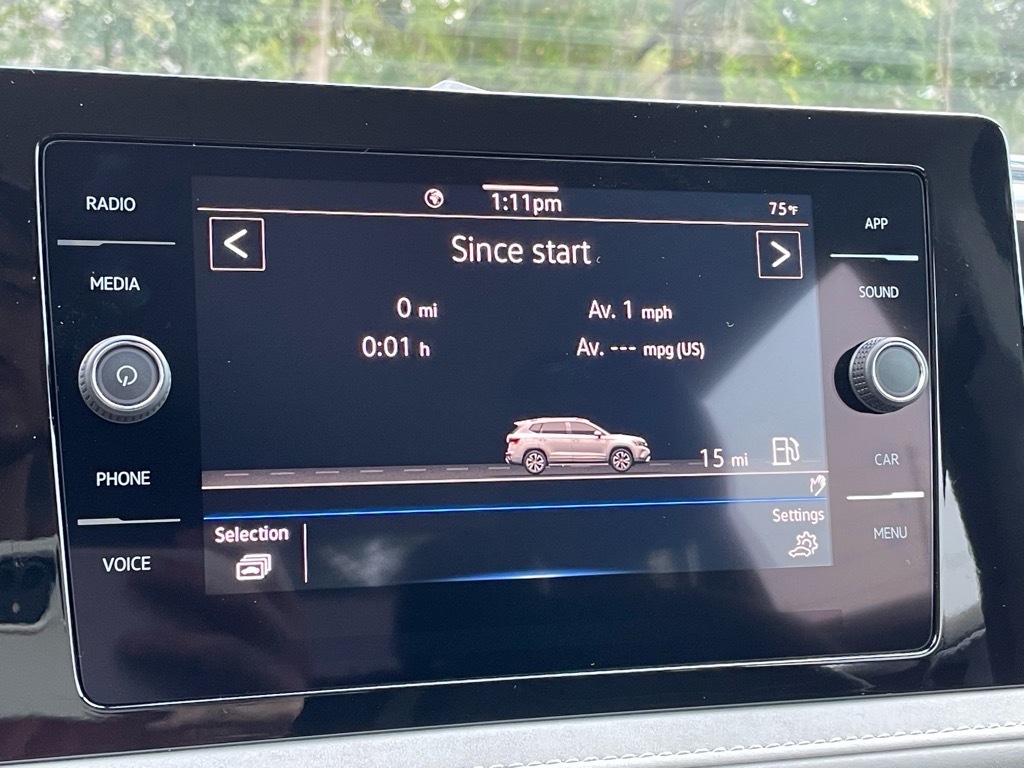 RADIO
MEDIA
PHONE
VOICE
1:11pm
75°F
<
Since start
>
0 mi
Av. 1 mph
0:01 h
Av. --- mpg (US)
15 mi
Selection
Settings
APP
SOUND
CAR
MENU